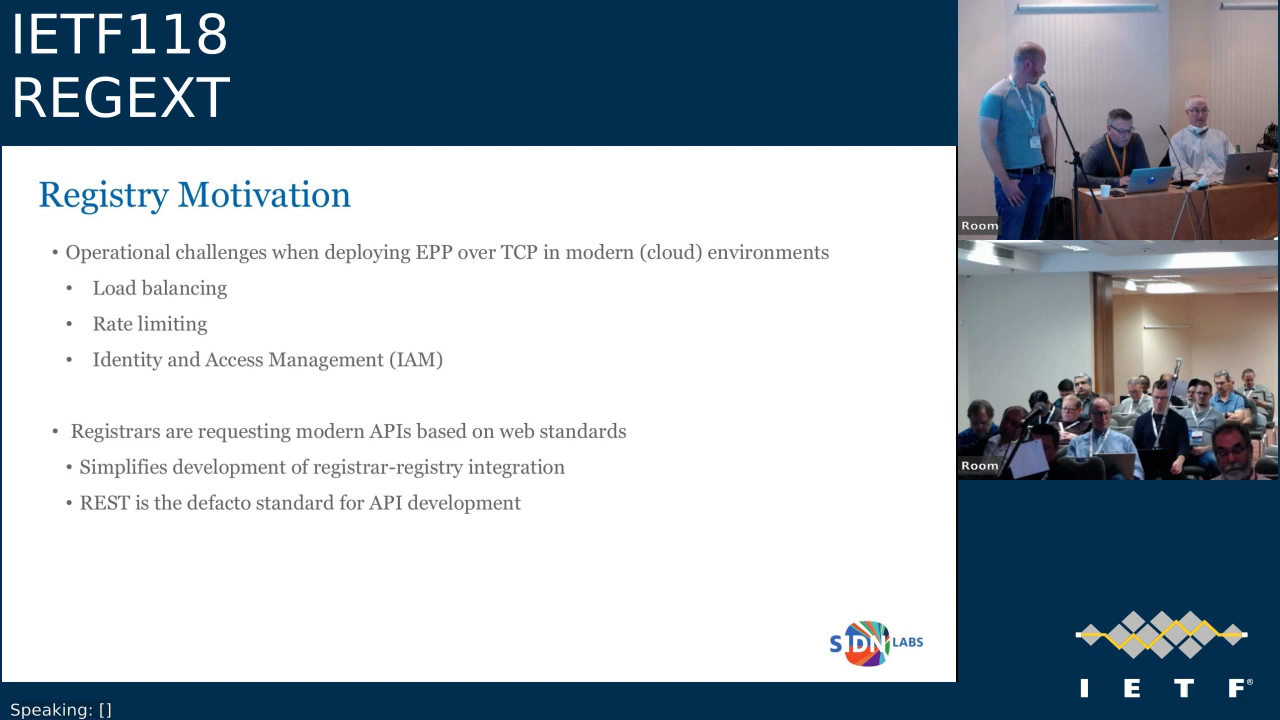 IETF118
REGEXT
Registry Motivation
• Operational challenges when deploying EPP over TCP in modern (cloud) environments
• Load balancing
• Rate limiting
• Identity and Access Management (IAM)
• Registrars are requesting modern APIs based on web standards
• Simplifies development of registrar-registry integration
• REST is the defacto standard for API development
SIDN LABS
Room
Room
I E T F®
Speaking: []